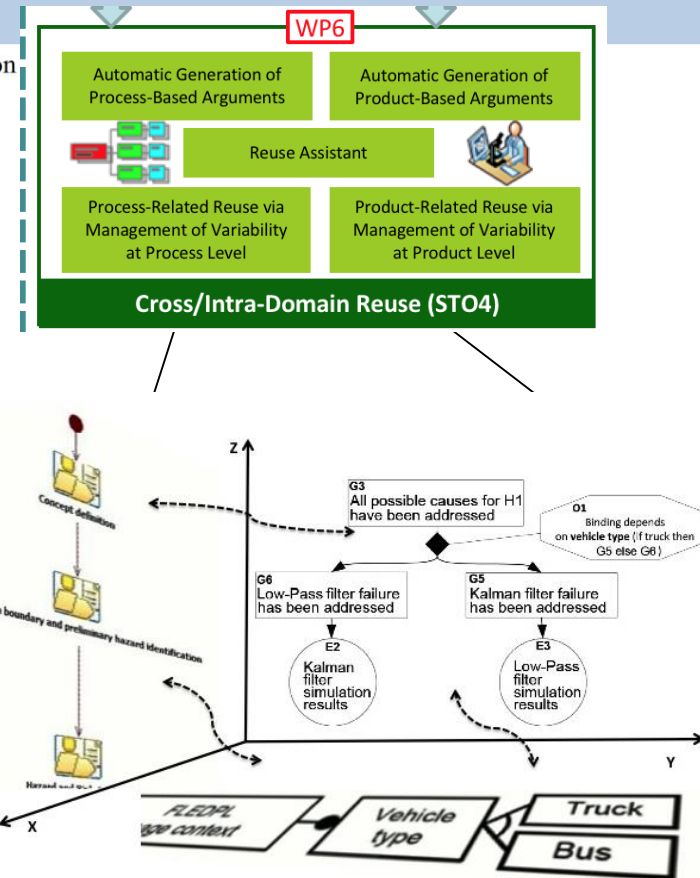 WP6
on
Automatic Generation of
Process-Based Arguments
Automatic Generation of
Product-Based Arguments
Reuse Assistant
Process-Related Reuse via
Management of Variability
at Process Level
Product-Related Reuse via
Management of Variability
at Product Level
Cross/Intra-Domain Reuse (STO4)
Concept definition
boundary and preliminary hazard identification
Hazard and
Z
G3
All possible causes for H1
have been addressed
O1
Binding depends
on vehicle type (if truck then
G5 else G6)
G6
Low-Pass filter failure
has been addressed
G5
Kalman filter failure
has been addressed
E2
Kalman
filter
simulation
results
E3
Low-Pass
filter
simulation
results
Y
X
FLEDPL
context
Vehicle
type
Truck
Bus